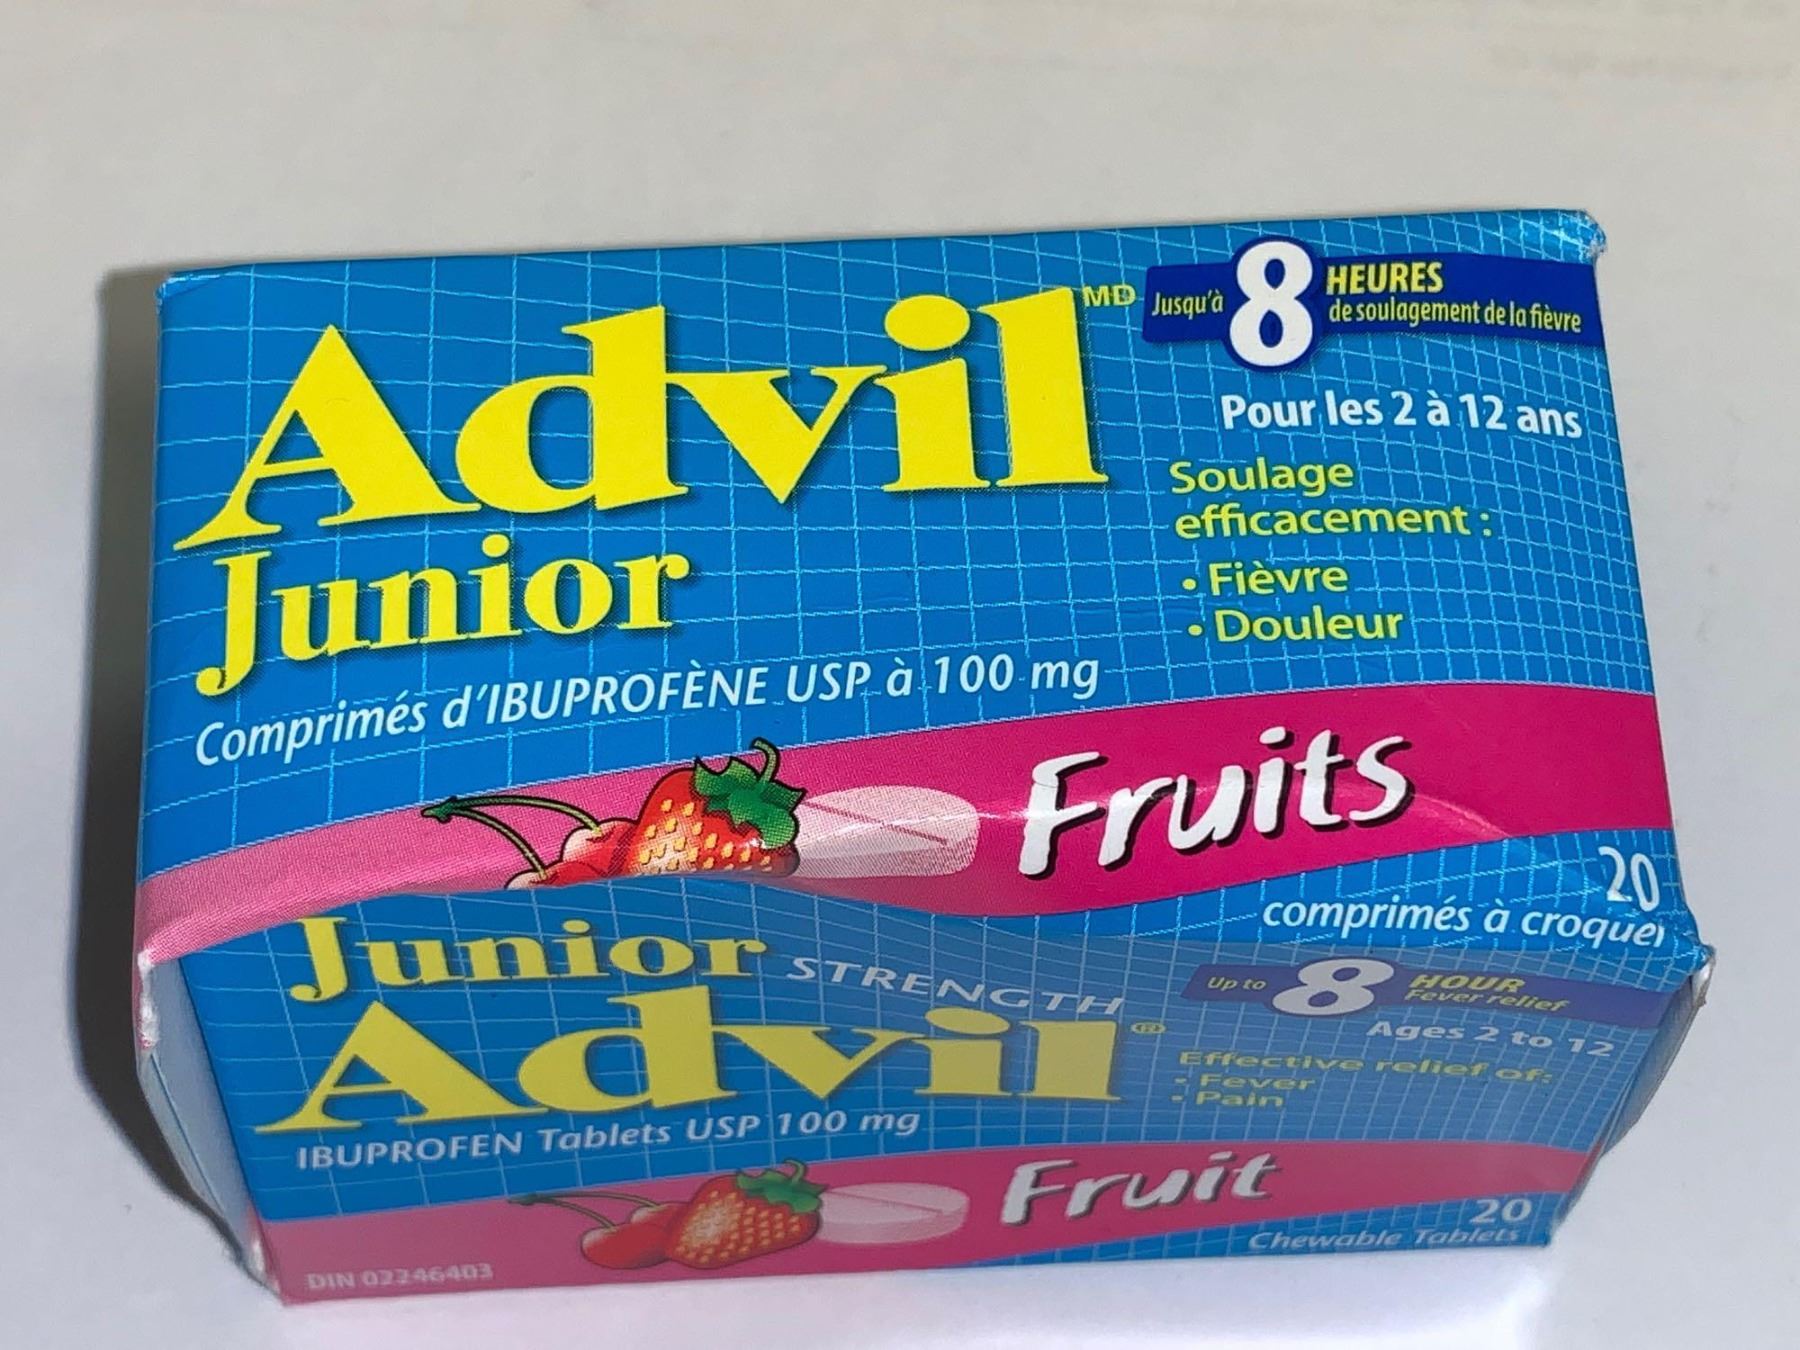 Advil MD
Junior
Comprimés d'IBUPROFÈNE USP à 100 mg
Jusqu'à 8 HEURES
de soulagement de la fièvre
Pour les 2 à 12 ans
Soulage
efficacement :
• Fièvre
• Douleur
Fruits
20
comprimés à croquer
Junior STRENGTH
Advil ®
IBUPROFEN Tablets USP 100 mg
Up to 8 HOUR
Fever relief
Ages 2 to 12
Effective relief of:
• Fever
• Pain
Fruit
20
Chewable Tablets
DIN 02246403